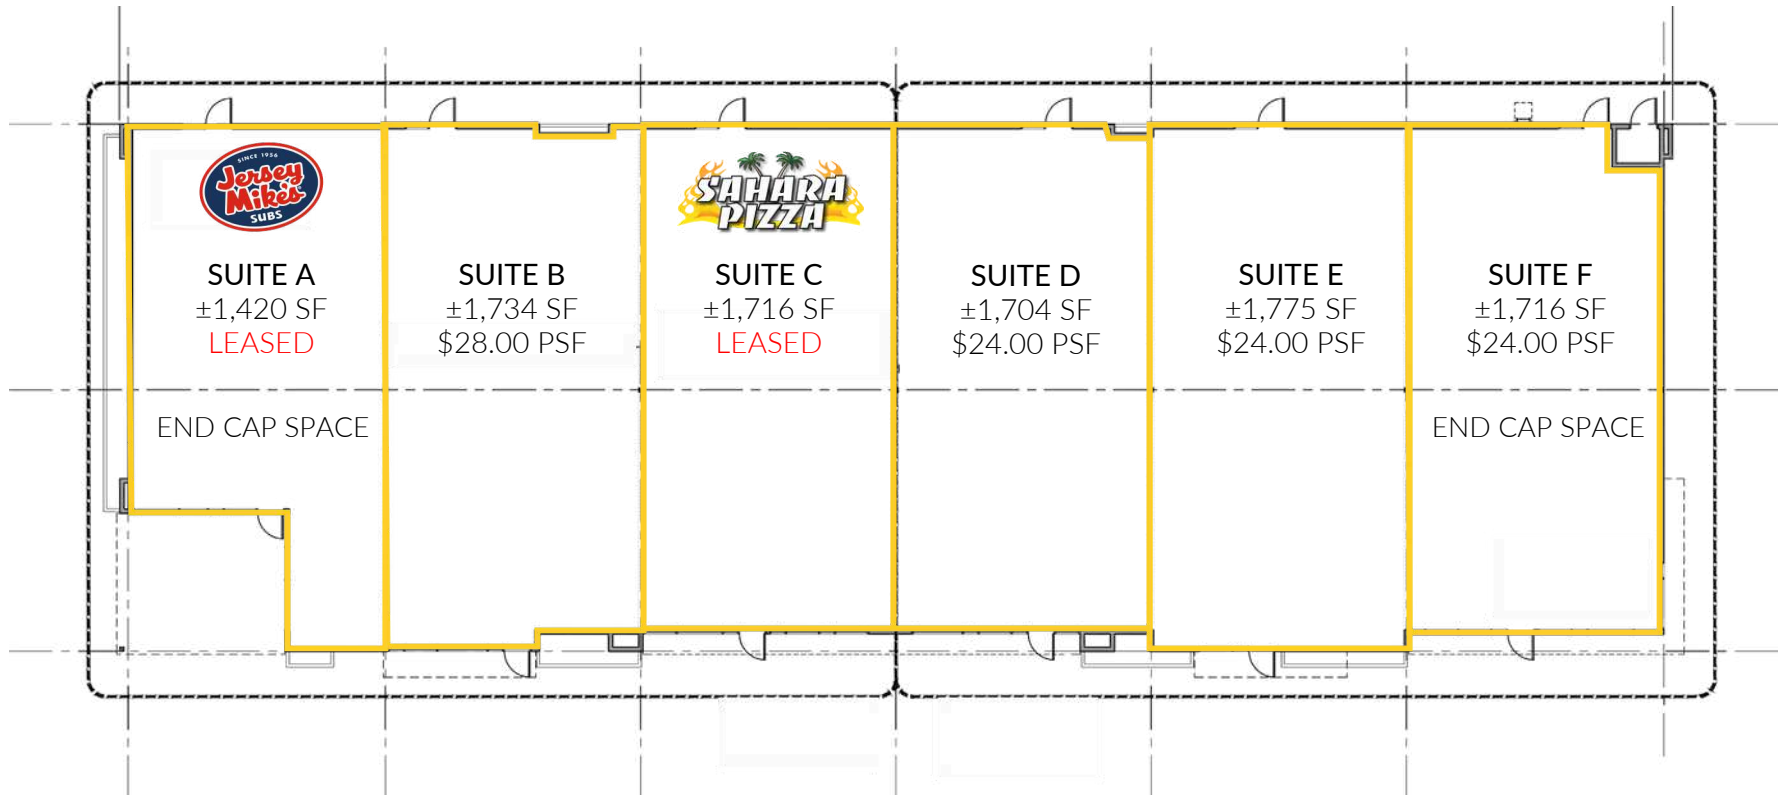 SINCE 1956
Jersey
Mike's
SUBS
SUITE A
±1,420 SF
LEASED
END CAP SPACE
SUITE B
±1,734 SF
$28.00 PSF
SAHARA
PIZZA
SUITE C
±1,716 SF
LEASED
SUITE D
±1,704 SF
$24.00 PSF
SUITE E
±1,775 SF
$24.00 PSF
SUITE F
±1,716 SF
$24.00 PSF
END CAP SPACE